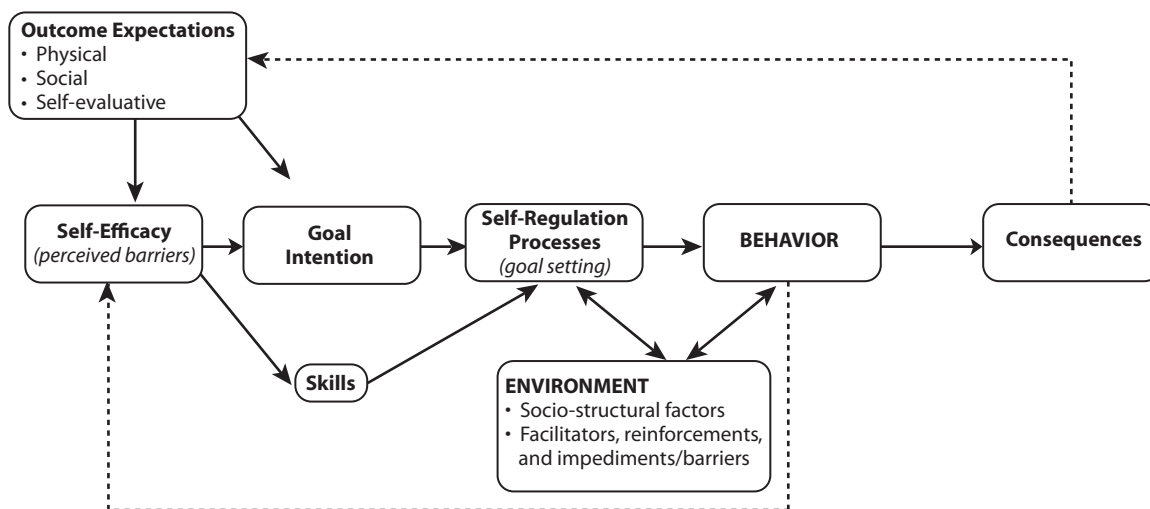 Outcome Expectations
• Physical
• Social
• Self-evaluative
Self-Efficacy
(perceived barriers)
Goal
Intention
Self-Regulation
Processes
(goal setting)
BEHAVIOR
Consequences
Skills
ENVIRONMENT
• Socio-structural factors
• Facilitators, reinforcements,
and impediments/barriers